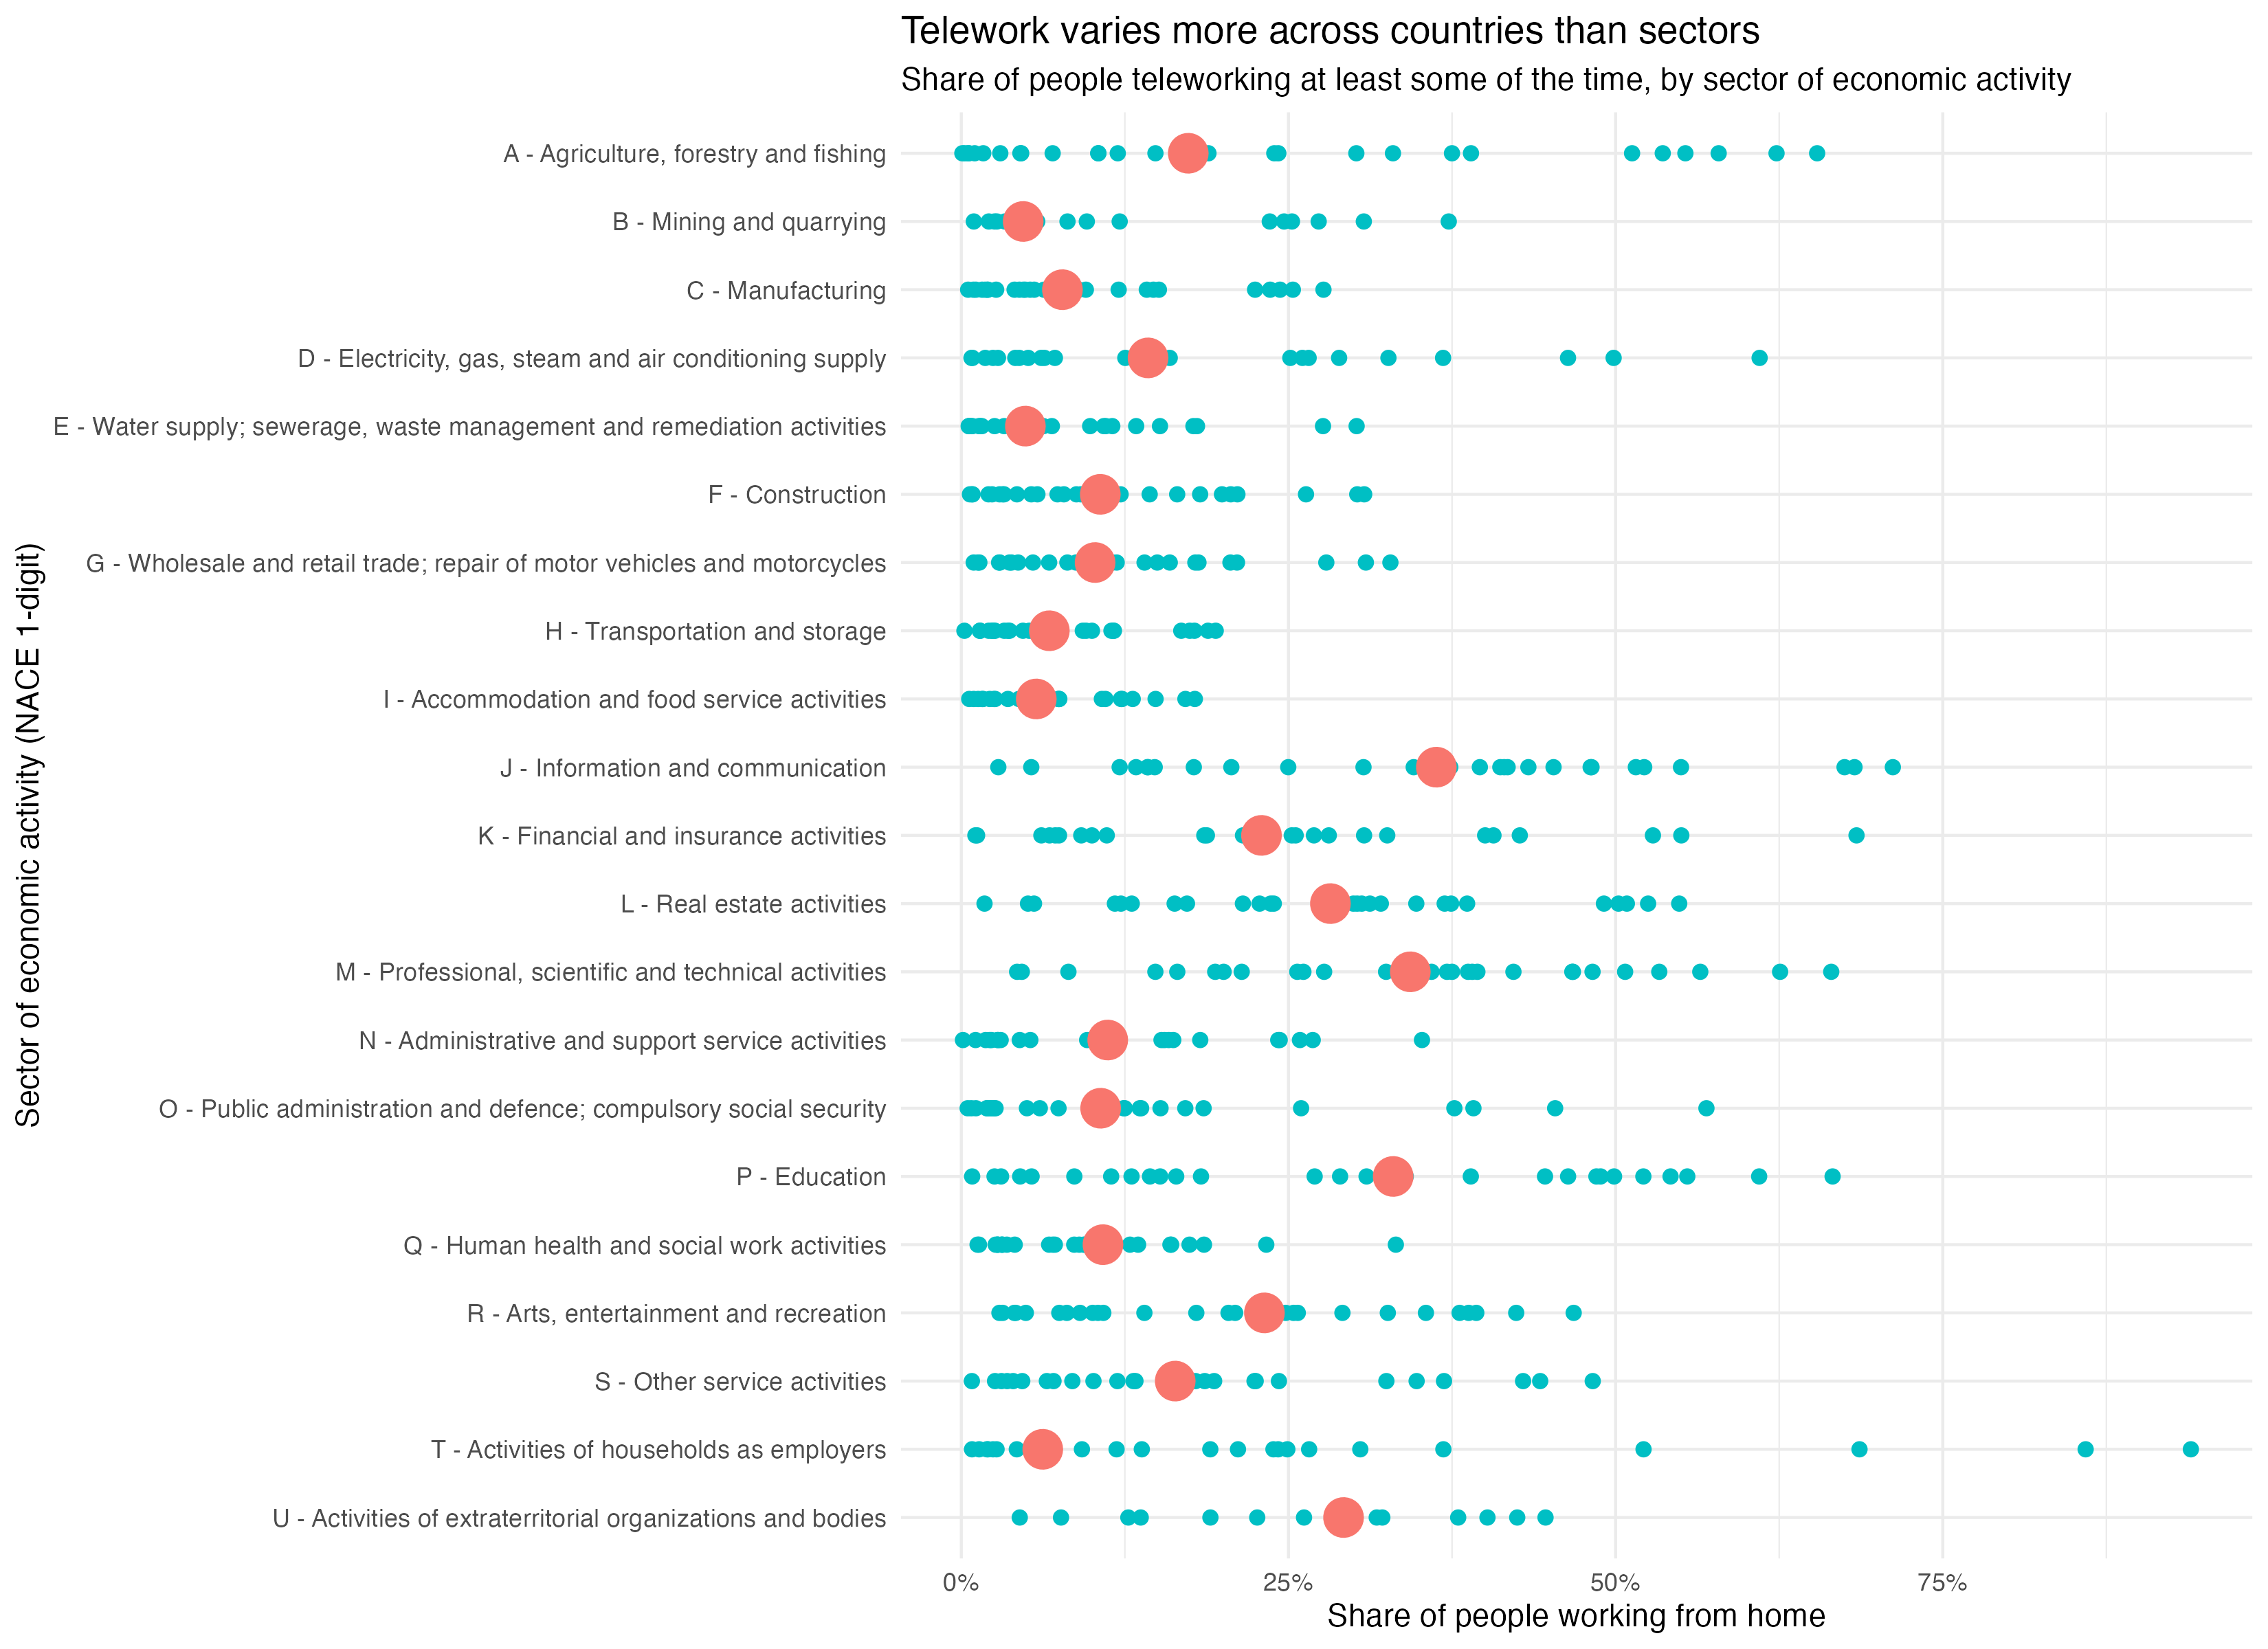 Telework varies more across countries than sectors
Share of people teleworking at least some of the time, by sector of economic activity
Sector of economic activity (NACE 1-digit)
A - Agriculture, forestry and fishing
B - Mining and quarrying
C - Manufacturing
D - Electricity, gas, steam and air conditioning supply
E - Water supply; sewerage, waste management and remediation activities
F - Construction
G - Wholesale and retail trade; repair of motor vehicles and motorcycles
H - Transportation and storage
I - Accommodation and food service activities
J - Information and communication
K - Financial and insurance activities
L - Real estate activities
M - Professional, scientific and technical activities
N - Administrative and support service activities
O - Public administration and defence; compulsory social security
P - Education
Q - Human health and social work activities
R - Arts, entertainment and recreation
S - Other service activities
T - Activities of households as employers
U - Activities of extraterritorial organizations and bodies
0% 25% 50% 75%
Share of people working from home